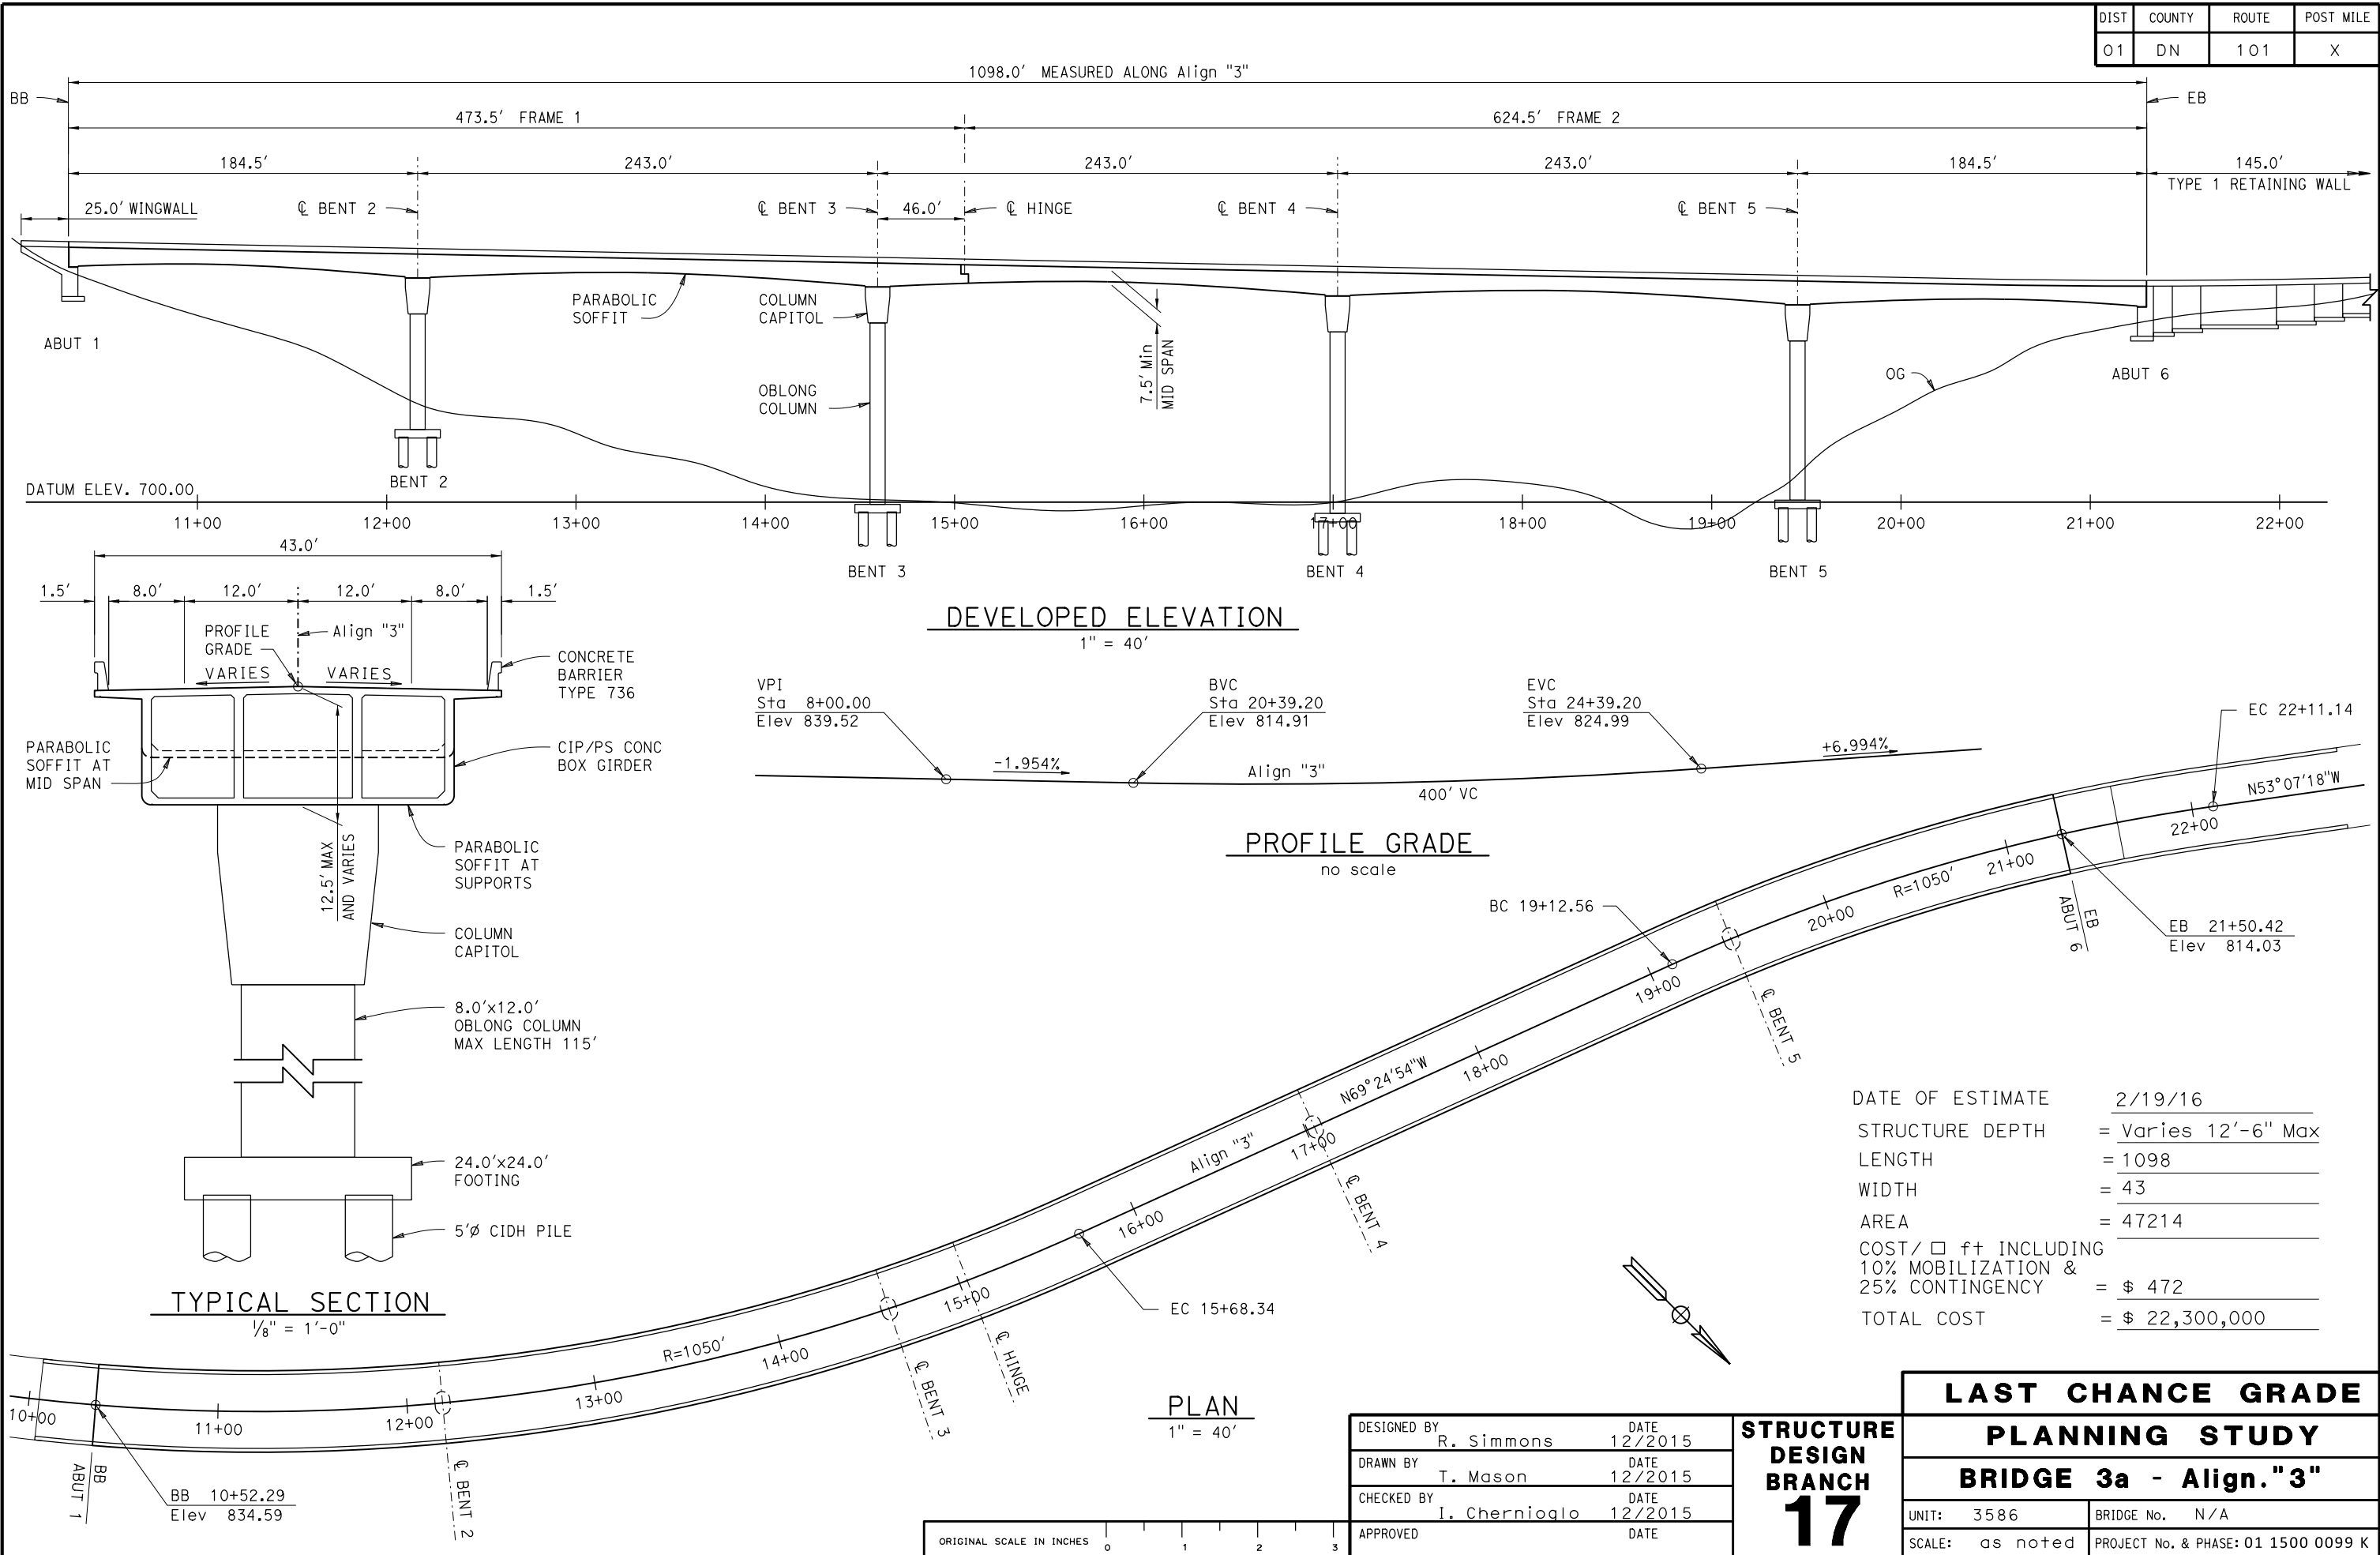 DIST COUNTY ROUTE POST MILE
01 DN 101 X
1098.0' MEASURED ALONG Align "3"
BB
EB
473.5' FRAME 1
624.5' FRAME 2
184.5'
243.0'
243.0'
243.0'
184.5'
145.0'
TYPE 1 RETAINING WALL
25.0' WINGWALL
℄ BENT 2
℄ BENT 3
46.0'
℄ HINGE
℄ BENT 4
℄ BENT 5
PARABOLIC
SOFFIT
COLUMN
CAPITOL
7.5' Min
MID SPAN
ABUT 1
OBLONG
COLUMN
OG
ABUT 6
BENT 2
DATUM ELEV. 700.00
11+00
12+00
13+00
14+00
15+00
16+00
17+00
18+00
19+00
20+00
21+00
22+00
BENT 3
BENT 4
BENT 5
DEVELOPED ELEVATION
1" = 40'
43.0'
1.5'
8.0'
12.0'
12.0'
8.0'
1.5'
PROFILE
GRADE
Align "3"
VARIES
VARIES
CONCRETE
BARRIER
TYPE 736
PARABOLIC
SOFFIT AT
MID SPAN
CIP/PS CONC
BOX GIRDER
12.5' MAX
AND VARIES
PARABOLIC
SOFFIT AT
SUPPORTS
COLUMN
CAPITOL
8.0'x12.0'
OBLONG COLUMN
MAX LENGTH 115'
24.0'x24.0'
FOOTING
5'Ø CIDH PILE
TYPICAL SECTION
1/8" = 1'-0"
VPI
Sta 8+00.00
Elev 839.52
BVC
Sta 20+39.20
Elev 814.91
EVC
Sta 24+39.20
Elev 824.99
-1.954%
Align "3"
400' VC
+6.994%
PROFILE GRADE
no scale
EC 22+11.14
N53°07'18"W
22+00
21+00
R=1050'
20+00
BC 19+12.56
EB
ABUT 6
EB 21+50.42
Elev 814.03
19+00
℄ BENT 5
18+00
N69°24'54"W
17+00
Align "3"
℄ BENT 4
16+00
EC 15+68.34
15+00
℄ HINGE
℄ BENT 3
14+00
R=1050'
13+00
12+00
℄ BENT 2
11+00
10+00
BB
ABUT 1
BB 10+52.29
Elev 834.59
PLAN
1" = 40'
DATE OF ESTIMATE 2/19/16
STRUCTURE DEPTH = Varies 12'-6" Max
LENGTH = 1098
WIDTH = 43
AREA = 47214
COST/ □ ft INCLUDING
10% MOBILIZATION &
25% CONTINGENCY = $ 472
TOTAL COST = $ 22,300,000
ORIGINAL SCALE IN INCHES 0 1 2 3
DESIGNED BY R. Simmons DATE 12/2015
DRAWN BY T. Mason DATE 12/2015
CHECKED BY I. Chernioglo DATE 12/2015
APPROVED DATE
STRUCTURE
DESIGN
BRANCH
17
LAST CHANCE GRADE
PLANNING STUDY
BRIDGE 3a - Align."3"
UNIT: 3586 BRIDGE No. N/A
SCALE: as noted PROJECT No. & PHASE: 01 1500 0099 K